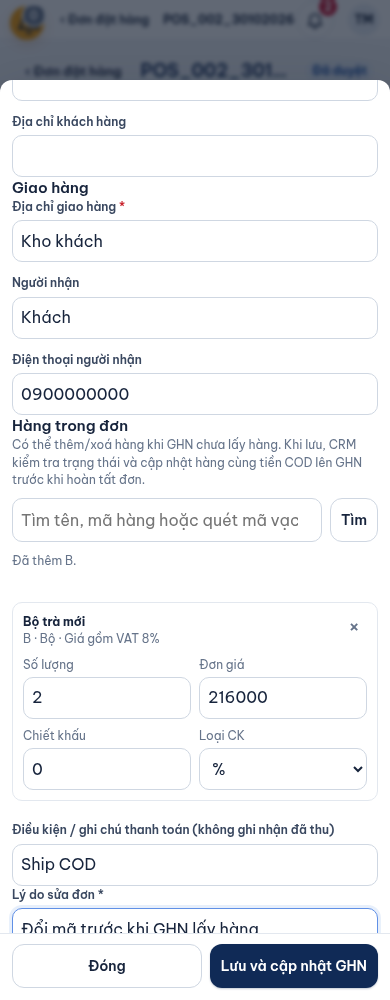 ‹ Đơn đặt hàng POS_002_30102026 TM
‹ Đơn đặt hàng POS_002_301... Đã duyệt
Địa chỉ khách hàng
Giao hàng
Địa chỉ giao hàng *
Kho khách
Người nhận
Khách
Điện thoại người nhận
0900000000
Hàng trong đơn
Có thể thêm/xoá hàng khi GHN chưa lấy hàng. Khi lưu, CRM
kiểm tra trạng thái và cập nhật hàng cùng tiền COD lên GHN
trước khi hoàn tất đơn.
Tìm tên, mã hàng hoặc quét mã vạc
Tìm
Đã thêm B.
Bộ trà mới
×
B · Bộ · Giá gồm VAT 8%
Số lượng Đơn giá
2 216000
Chiết khấu Loại CK
0 %
Điều kiện / ghi chú thanh toán (không ghi nhận đã thu)
Ship COD
Lý do sửa đơn *
Đổi mã trước khi GHN lấy hàng
Đóng Lưu và cập nhật GHN